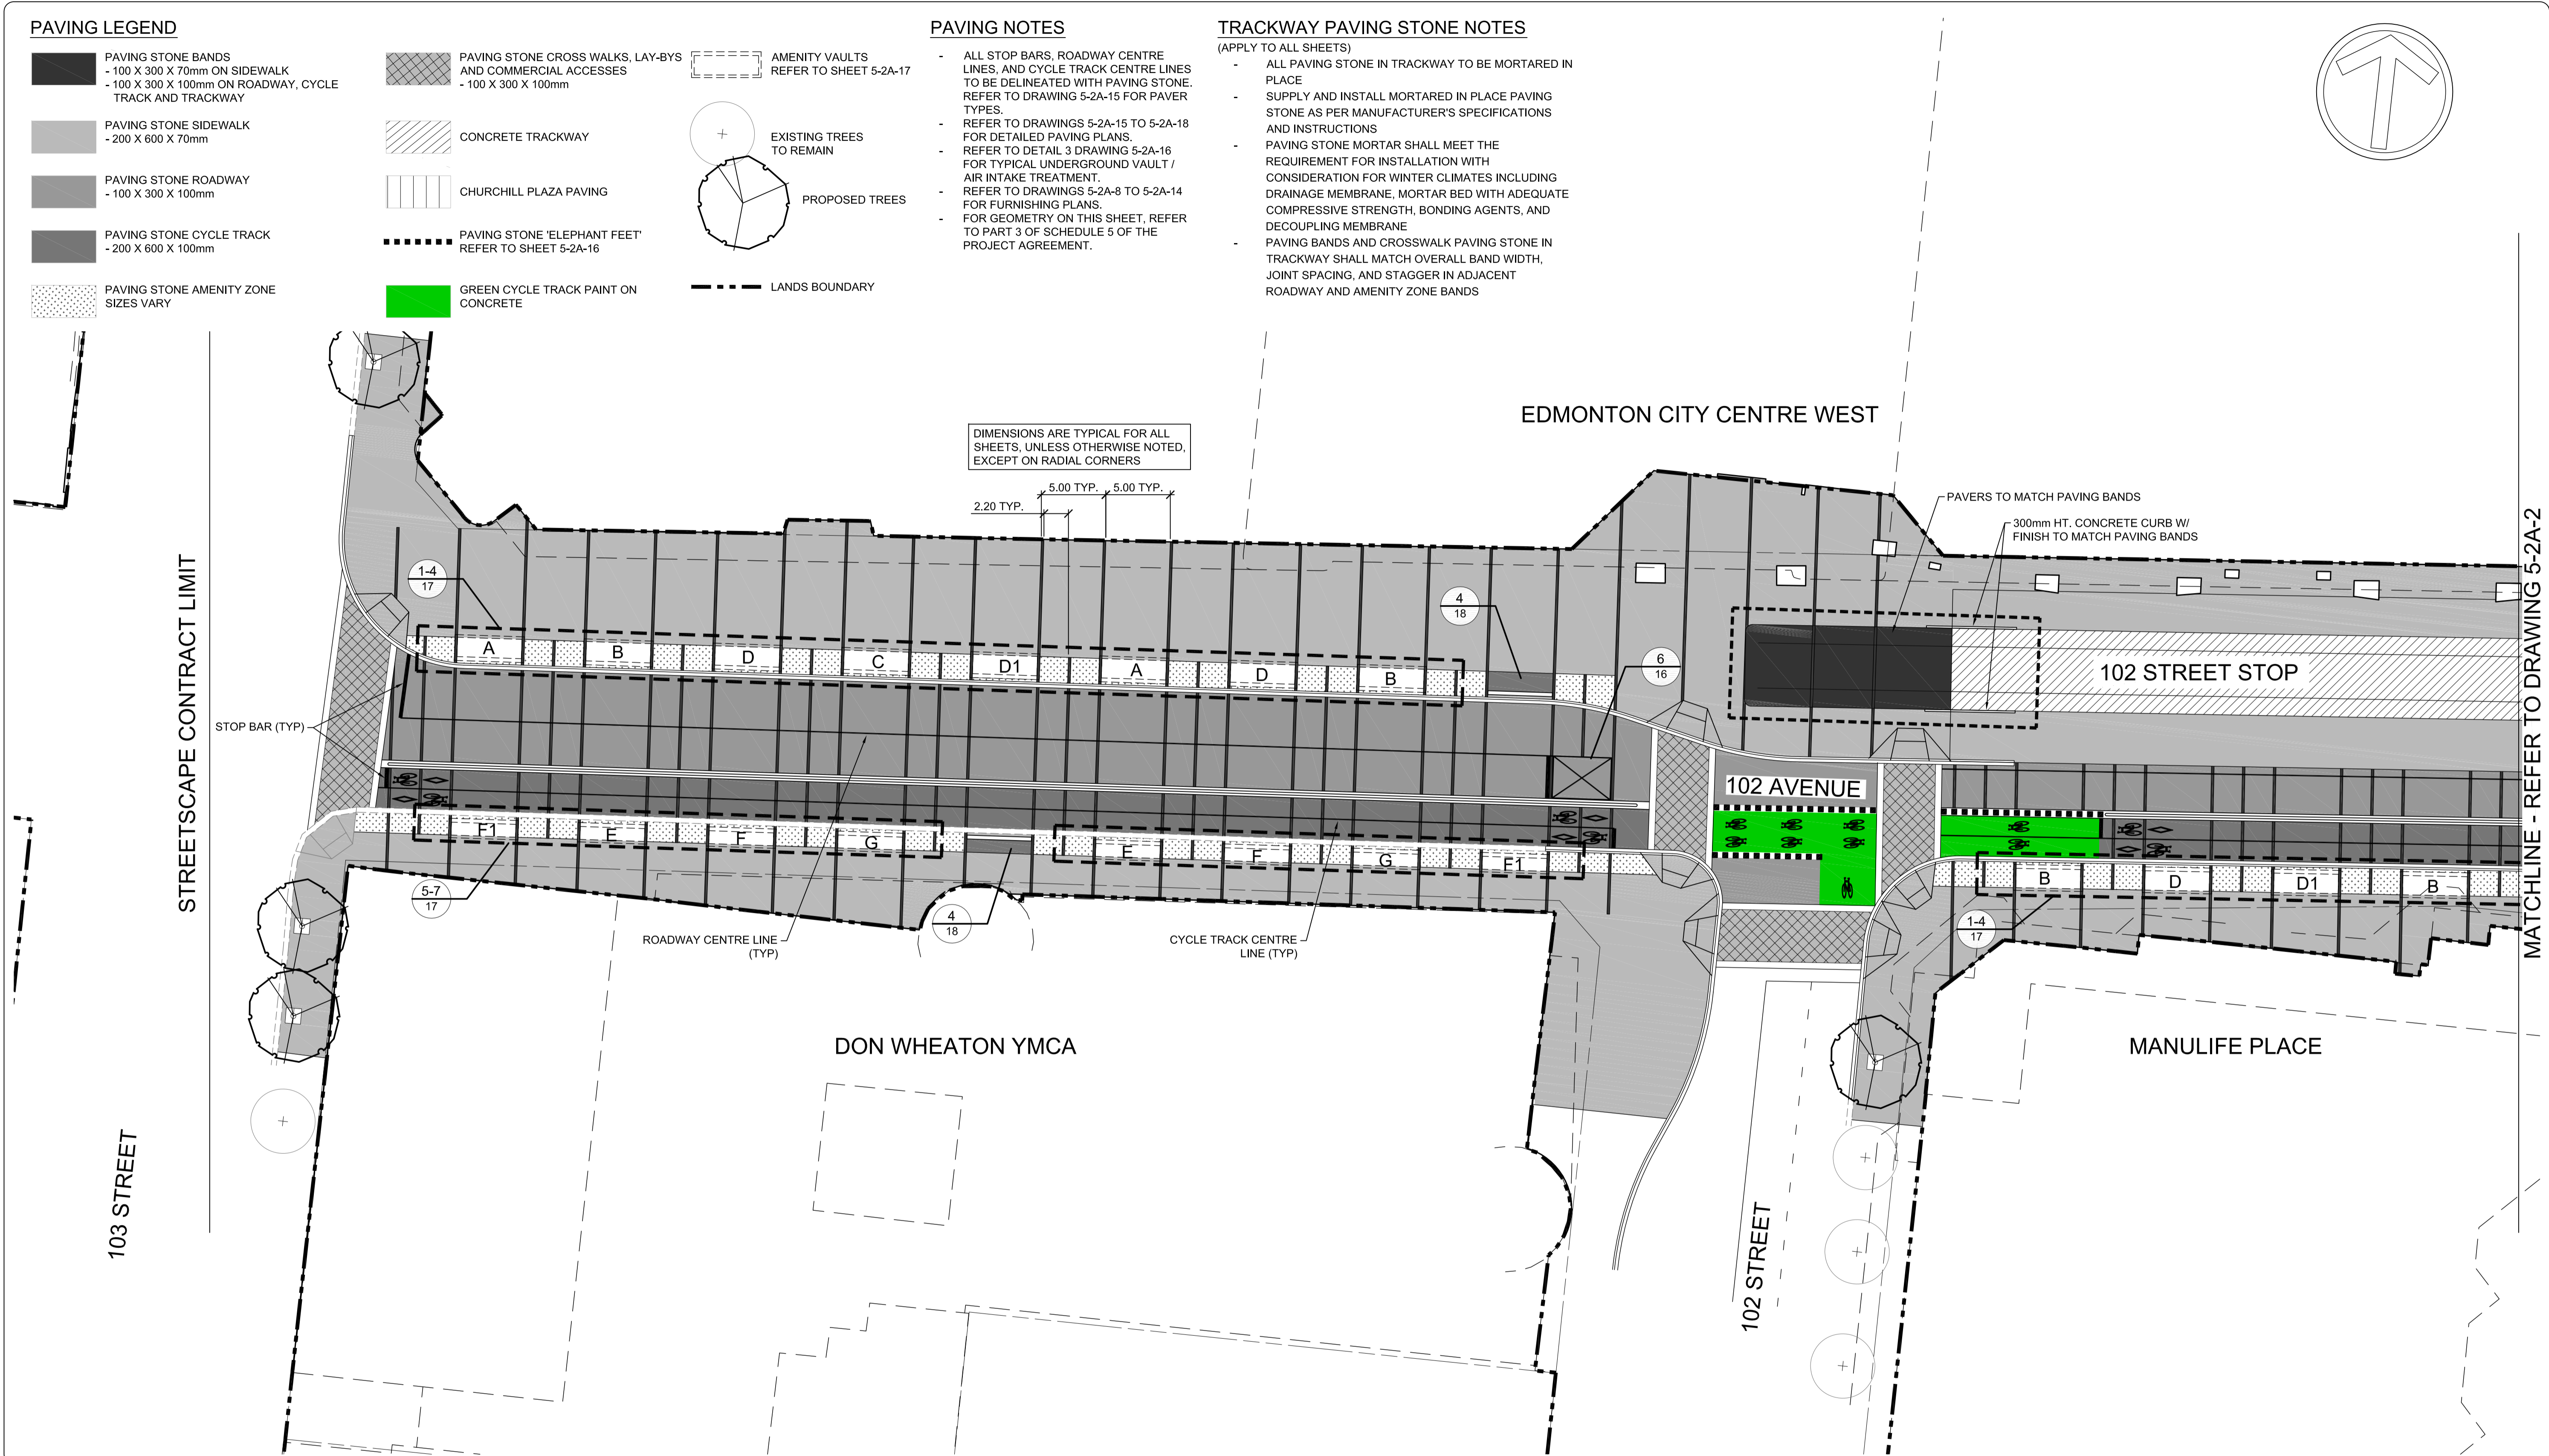 PAVING LEGEND
PAVING STONE BANDS
- 100 X 300 X 70mm ON SIDEWALK
- 100 X 300 X 100mm ON ROADWAY, CYCLE
TRACK AND TRACKWAY
PAVING STONE SIDEWALK
- 200 X 600 X 70mm
PAVING STONE ROADWAY
- 100 X 300 X 100mm
PAVING STONE CYCLE TRACK
- 200 X 600 X 100mm
PAVING STONE AMENITY ZONE
SIZES VARY
PAVING STONE CROSS WALKS, LAY-BYS
AND COMMERCIAL ACCESSES
- 100 X 300 X 100mm
CONCRETE TRACKWAY
CHURCHILL PLAZA PAVING
PAVING STONE 'ELEPHANT FEET'
REFER TO SHEET 5-2A-16
GREEN CYCLE TRACK PAINT ON
CONCRETE
AMENITY VAULTS
REFER TO SHEET 5-2A-17
EXISTING TREES
TO REMAIN
PROPOSED TREES
LANDS BOUNDARY
PAVING NOTES
- ALL STOP BARS, ROADWAY CENTRE
LINES, AND CYCLE TRACK CENTRE LINES
TO BE DELINEATED WITH PAVING STONE.
REFER TO DRAWING 5-2A-15 FOR PAVER
TYPES.
- REFER TO DRAWINGS 5-2A-15 TO 5-2A-18
FOR DETAILED PAVING PLANS.
- REFER TO DETAIL 3 DRAWING 5-2A-16
FOR TYPICAL UNDERGROUND VAULT /
AIR INTAKE TREATMENT.
- REFER TO DRAWINGS 5-2A-8 TO 5-2A-14
FOR FURNISHING PLANS.
- FOR GEOMETRY ON THIS SHEET, REFER
TO PART 3 OF SCHEDULE 5 OF THE
PROJECT AGREEMENT.
TRACKWAY PAVING STONE NOTES
(APPLY TO ALL SHEETS)
- ALL PAVING STONE IN TRACKWAY TO BE MORTARED IN
PLACE
- SUPPLY AND INSTALL MORTARED IN PLACE PAVING
STONE AS PER MANUFACTURER'S SPECIFICATIONS
AND INSTRUCTIONS
- PAVING STONE MORTAR SHALL MEET THE
REQUIREMENT FOR INSTALLATION WITH
CONSIDERATION FOR WINTER CLIMATES INCLUDING
DRAINAGE MEMBRANE, MORTAR BED WITH ADEQUATE
COMPRESSIVE STRENGTH, BONDING AGENTS, AND
DECOUPLING MEMBRANE
- PAVING BANDS AND CROSSWALK PAVING STONE IN
TRACKWAY SHALL MATCH OVERALL BAND WIDTH,
JOINT SPACING, AND STAGGER IN ADJACENT
ROADWAY AND AMENITY ZONE BANDS
EDMONTON CITY CENTRE WEST
DIMENSIONS ARE TYPICAL FOR ALL
SHEETS, UNLESS OTHERWISE NOTED,
EXCEPT ON RADIAL CORNERS
5.00 TYP. 5.00 TYP.
2.20 TYP.
PAVERS TO MATCH PAVING BANDS
300mm HT. CONCRETE CURB W/
FINISH TO MATCH PAVING BANDS
STREETSCAPE CONTRACT LIMIT
MATCHLINE - REFER TO DRAWING 5-2A-2
1-4
17
4
18
6
16
A B D C D1 A D B
102 STREET STOP
STOP BAR (TYP)
102 AVENUE
F1 E F G E F G F1
B D D1 B
5-7
17
4
18
1-4
17
ROADWAY CENTRE LINE
(TYP)
CYCLE TRACK CENTRE
LINE (TYP)
DON WHEATON YMCA
MANULIFE PLACE
103 STREET
102 STREET